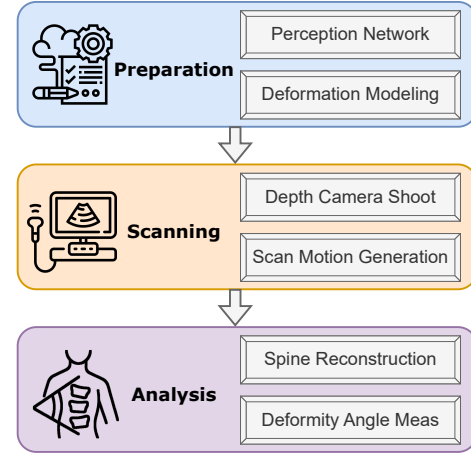 Preparation
Perception Network
Deformation Modeling
Scanning
Depth Camera Shoot
Scan Motion Generation
Analysis
Spine Reconstruction
Deformity Angle Meas